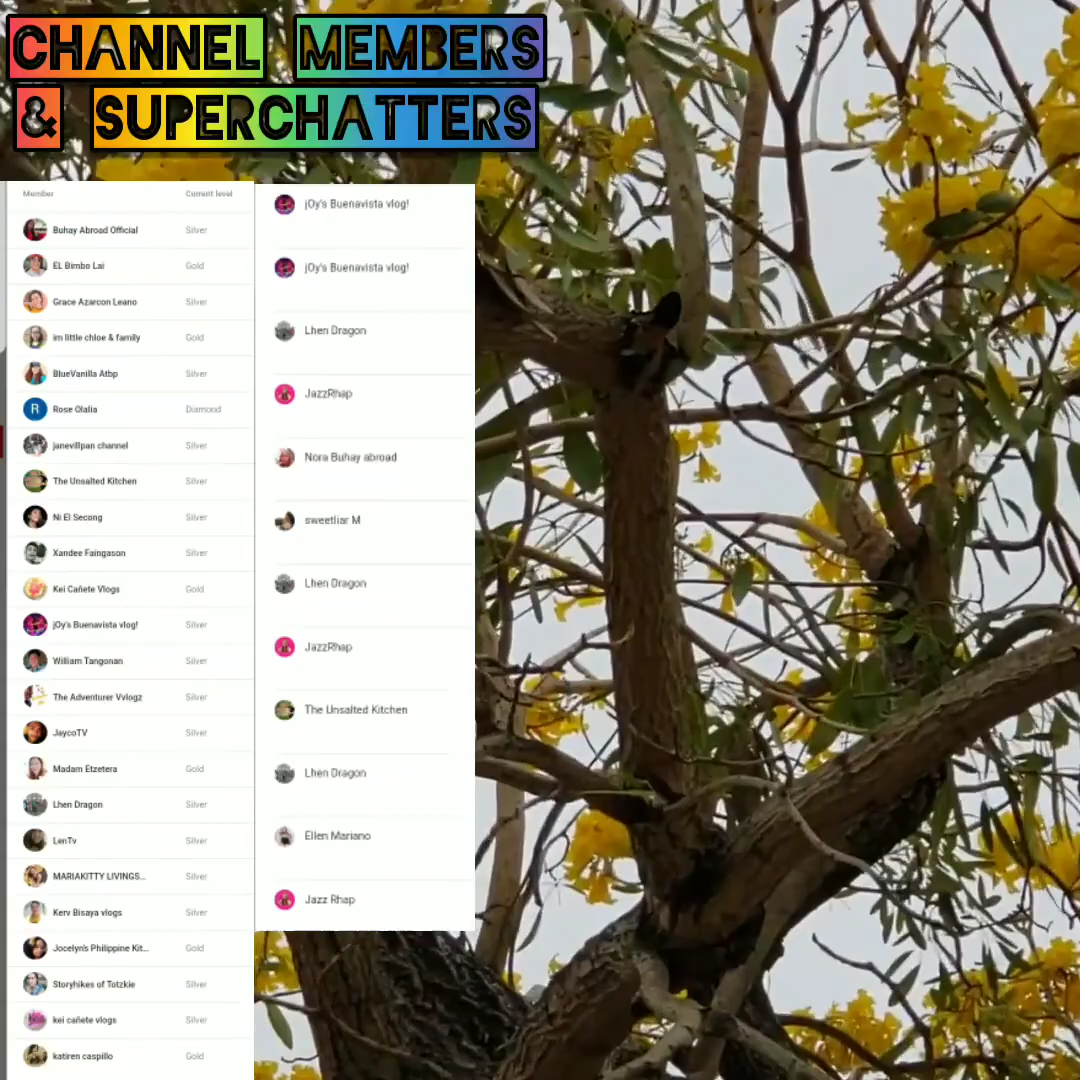 CHANNEL MEMBERS
& SUPERCHATTERS
Member Current level
Buhay Abroad Official Silver
EL Bimbo Lai Gold
Grace Azarcon Leano Silver
im little chloe & family Gold
BlueVanilla Atbp Silver
R Rose Olalia Diamond
janevillpan channel Silver
The Unsalted Kitchen Silver
Ni El Secong Silver
Xandee Faingason Silver
Kei Cañete Vlogs Gold
jOy's Buenavista vlog! Silver
William Tangonan Silver
The Adventurer Vvlogz Silver
JaycoTV Silver
Madam Etzetera Gold
Lhen Dragon Silver
LenTv Silver
MARIAKITTY LIVINGS... Silver
Kerv Bisaya vlogs Silver
Jocelyn's Philippine Kit... Gold
Storyhikes of Totzkie Silver
kei cañete vlogs Silver
katiren caspillo Gold
jOy's Buenavista vlog!
jOy's Buenavista vlog!
Lhen Dragon
JazzRhap
Nora Buhay abroad
sweetliar M
Lhen Dragon
JazzRhap
The Unsalted Kitchen
Lhen Dragon
Ellen Mariano
Jazz Rhap